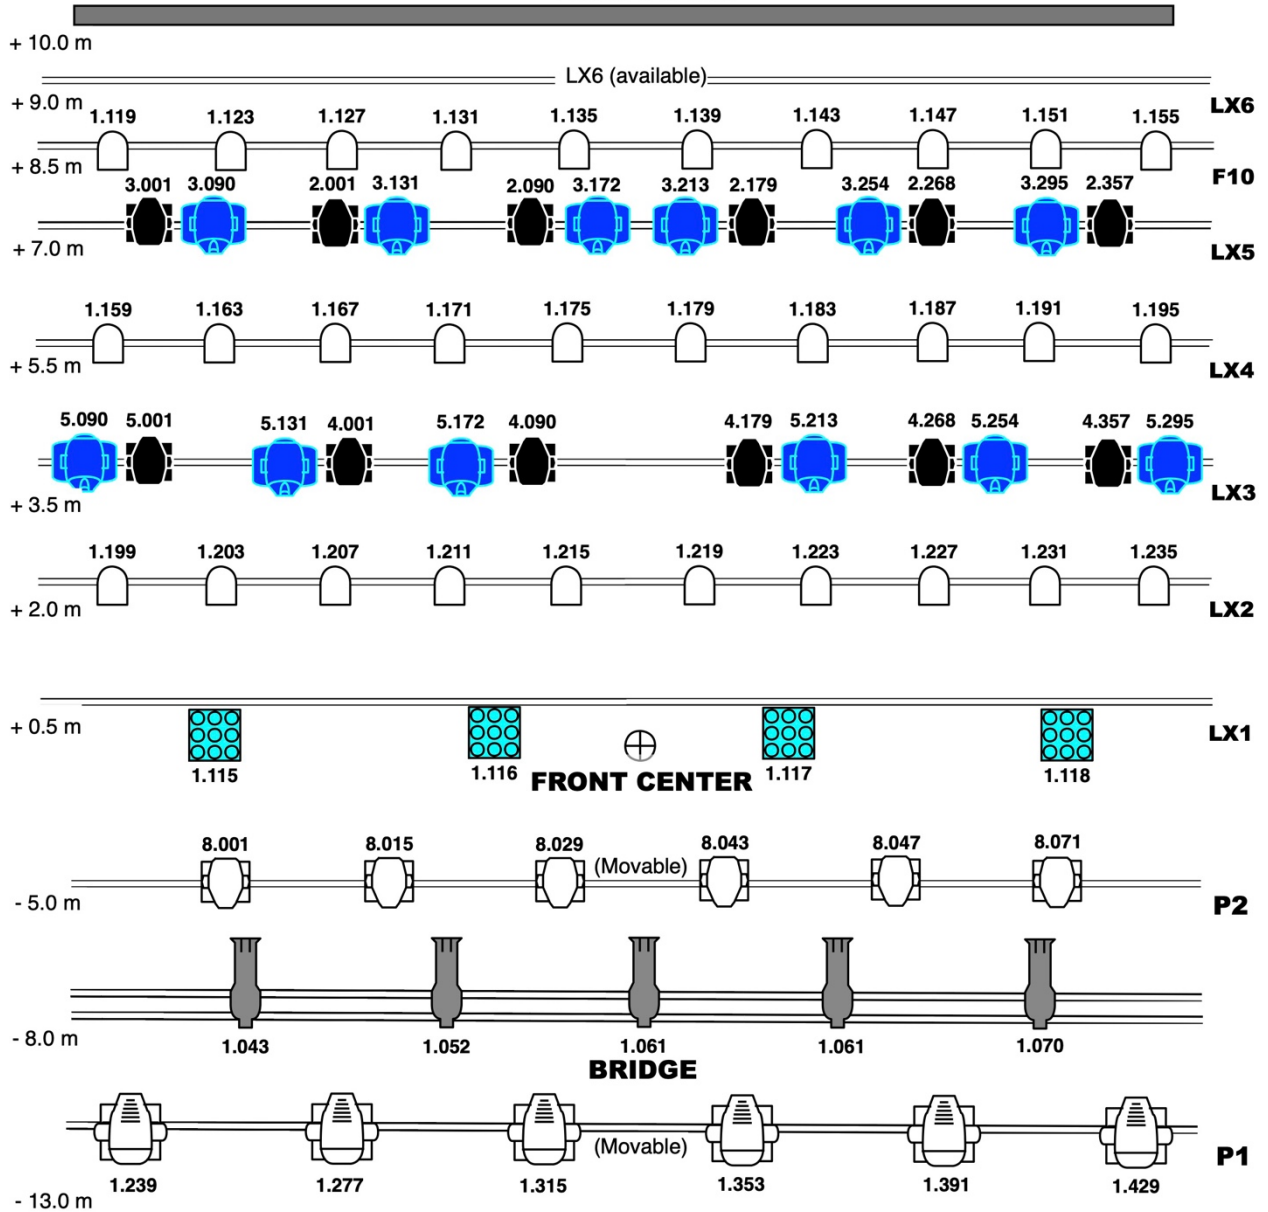 + 10.0 m
LX6 (available)
+ 9.0 m LX6
1.119 1.123 1.127 1.131 1.135 1.139 1.143 1.147 1.151 1.155
+ 8.5 m F10
3.001 3.090 2.001 3.131 2.090 3.172 3.213 2.179 3.254 2.268 3.295 2.357
+ 7.0 m LX5
1.159 1.163 1.167 1.171 1.175 1.179 1.183 1.187 1.191 1.195
+ 5.5 m LX4
5.090 5.001 5.131 4.001 5.172 4.090 4.179 5.213 4.268 5.254 4.357 5.295
+ 3.5 m LX3
1.199 1.203 1.207 1.211 1.215 1.219 1.223 1.227 1.231 1.235
+ 2.0 m LX2
+ 0.5 m LX1
1.115 1.116 1.117 1.118
FRONT CENTER
8.001 8.015 8.029 8.043 8.047 8.071
(Movable)
- 5.0 m P2
- 8.0 m
1.043 1.052 1.061 1.061 1.070
BRIDGE
(Movable)
P1
1.239 1.277 1.315 1.353 1.391 1.429
- 13.0 m